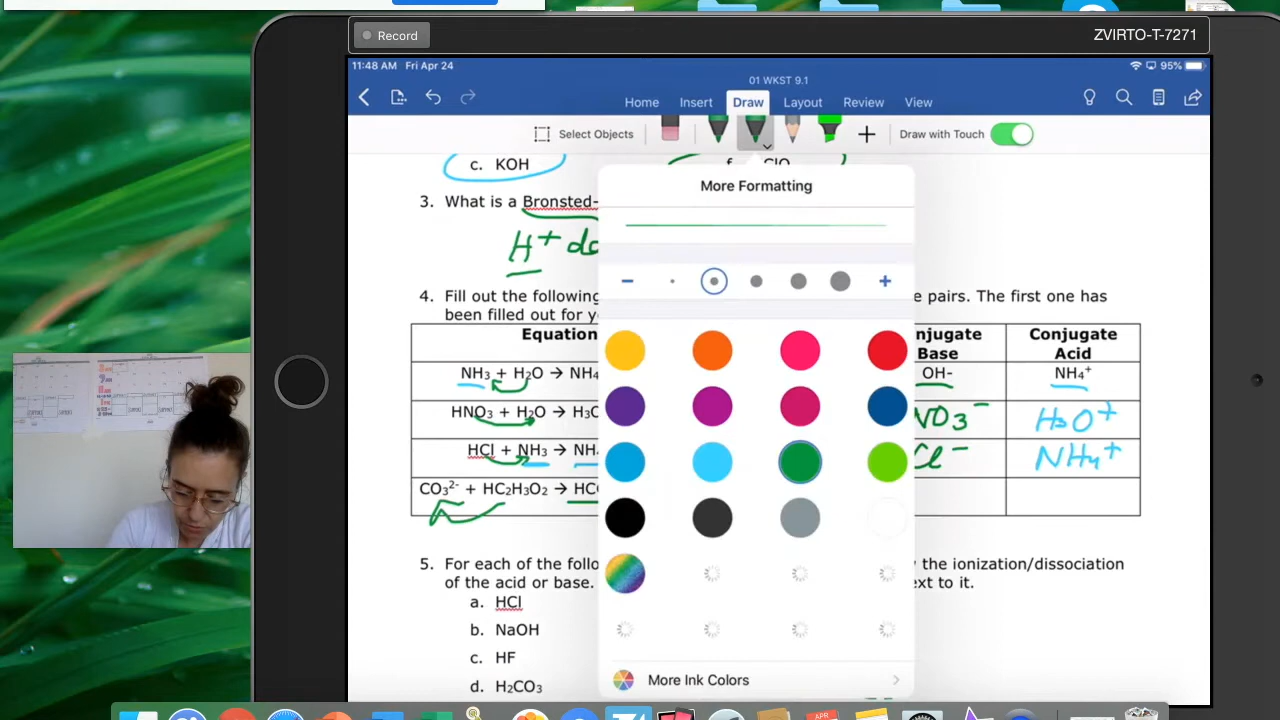 Record
ZVIRTO-T-7271
11:48 AM Fri Apr 24
95%
01 WKST 9.1
Home Insert Draw Layout Review View
Select Objects
Draw with Touch
c. KOH
f. ClO
3. What is a Bronsted-
H+ do
More Formatting
4. Fill out the following
e pairs. The first one has
been filled out for y
Equation
njugate Base
Conjugate Acid
NH₃ + H₂O → NH₄
OH-
NH₄⁺
HNO₃ + H₂O → H₃O
NO₃⁻
H₃O⁺
HCl + NH₃ → NH₄
Cl⁻
NH₄⁺
CO₃²⁻ + HC₂H₃O₂ → HC
5. For each of the follo
the ionization/dissociation
of the acid or base.
ext to it.
a. HCl
b. NaOH
c. HF
d. H₂CO₃
More Ink Colors
APR